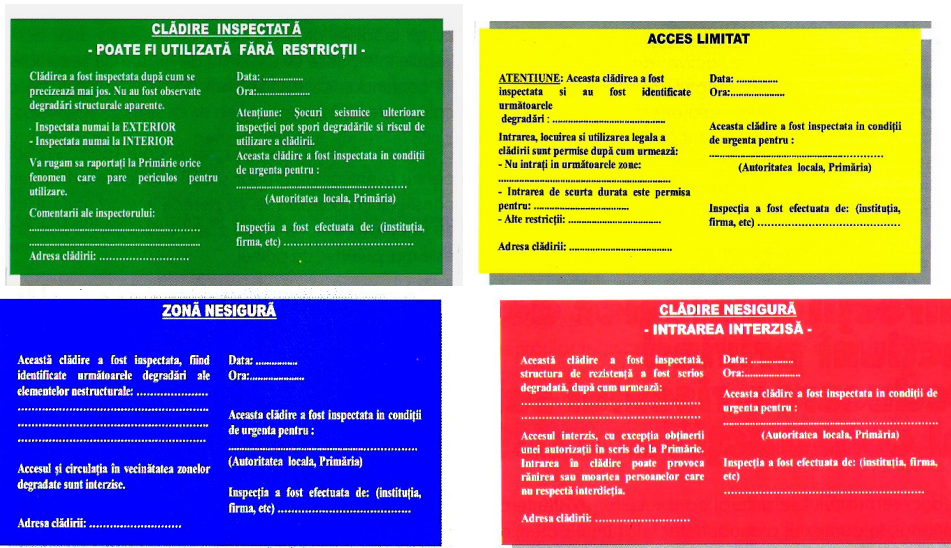 CLĂDIRE INSPECTATĂ
- POATE FI UTILIZATĂ FĂRĂ RESTRICȚII -
Clădirea a fost inspectata după cum se
precizează mai jos. Nu au fost observate
degradări structurale aparente.
- Inspectata numai la EXTERIOR
- Inspectata numai la INTERIOR
Va rugam sa raportați la Primărie orice
fenomen care pare periculos pentru
utilizare.
Comentarii ale inspectorului:
..............................................................
..............................................................
Adresa clădirii: ............................
Data: ................
Ora:.....................
Atențiune: Șocuri seismice ulterioare
inspecției pot spori degradările si riscul de
utilizare a clădirii.
Aceasta clădire a fost inspectata in condiții
de urgenta pentru :
..............................................................
(Autoritatea locala, Primăria)
Inspecția a fost efectuata de: (instituția,
firma, etc) ..........................................
ACCES LIMITAT
ATENTIUNE: Aceasta clădirea a fost
inspectata si au fost identificate
următoarele
degradări : ..........................................
Intrarea, locuirea si utilizarea legala a
clădirii sunt permise după cum urmează:
- Nu intrați in următoarele zone:
..............................................................
- Intrarea de scurta durata este permisa
pentru: ..................................
- Alte restricții: ..................................
Adresa clădirii: ......................................
Data: ................
Ora:.....................
Aceasta clădire a fost inspectata in condiții
de urgenta pentru :
..............................................................
(Autoritatea locala, Primăria)
Inspecția a fost efectuata de: (instituția,
firma, etc) ..........................................
ZONĂ NESIGURĂ
Această clădire a fost inspectata, fiind
identificate următoarele degradări ale
elementelor nestructurale: .....................
..............................................................
..............................................................
..............................................................
Accesul și circulația în vecinătatea zonelor
degradate sunt interzise.
Adresa clădirii: ............................
Data: ................
Ora:.....................
Aceasta clădire a fost inspectata in condiții
de urgenta pentru :
..............................................................
(Autoritatea locala, Primăria)
Inspecția a fost efectuata de: (instituția,
firma, etc) ..........................................
CLĂDIRE NESIGURĂ
- INTRAREA INTERZISĂ -
Această clădire a fost inspectată,
structura de rezistență a fost serios
degradată, după cum urmează:
..............................................................
..............................................................
Accesul interzis, cu excepția obținerii
unei autorizații in scris de la Primărie.
Intrarea în clădire poate provoca
rănirea sau moartea persoanelor care
nu respectă interdicția.
Adresa clădirii: ............................
Data: ................
Ora:.....................
Aceasta clădire a fost inspectata in condiții de
urgenta pentru :
..............................................................
(Autoritatea locala, Primăria)
Inspecția a fost efectuata de: (instituția, firma,
etc)
..............................................................